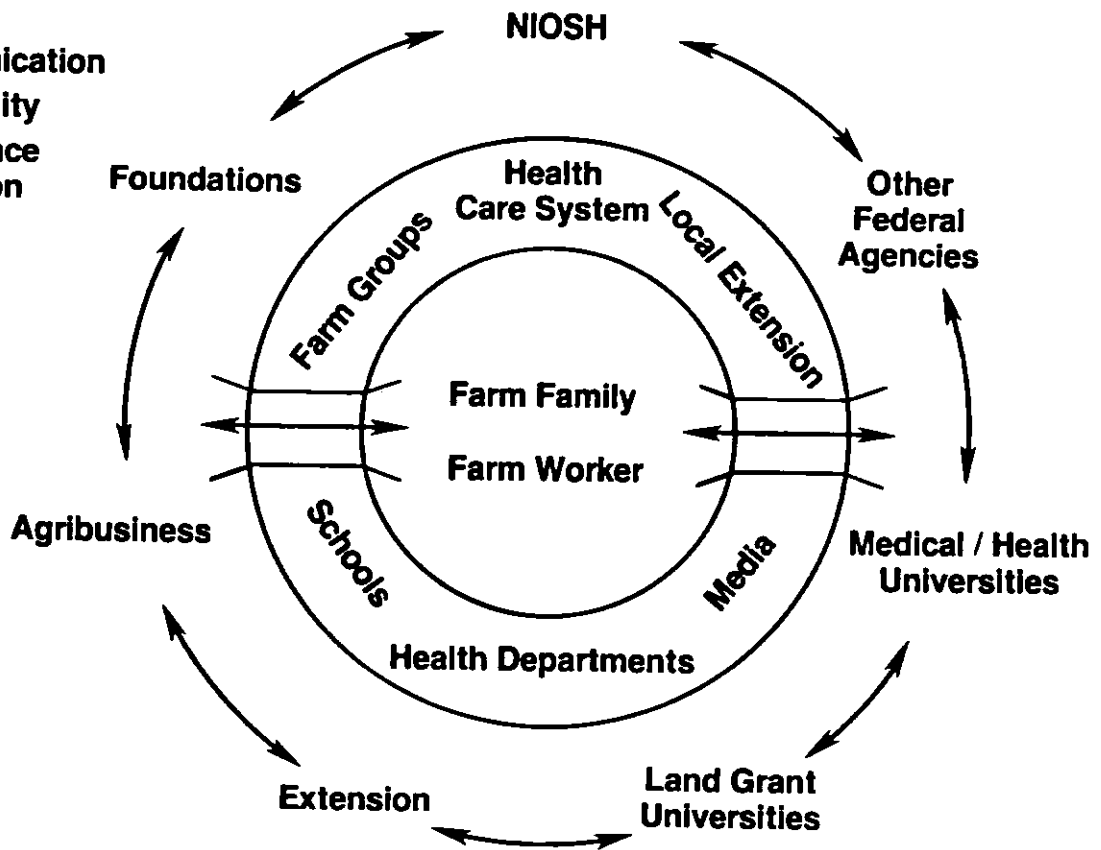 NIOSH
Foundations
Other
Federal
Agencies
Health
Care System
Farm Groups
Local Extension
Farm Family
Farm Worker
Agribusiness
Schools
Media
Medical / Health
Universities
Health Departments
Extension
Land Grant
Universities